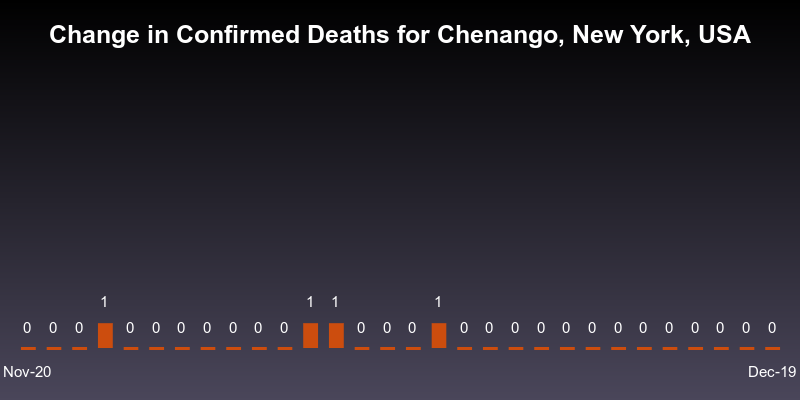 Change in Confirmed Deaths for Chenango, New York, USA
1 1 1 1
0 0 0 0 0 0 0 0 0 0 0 0 0 0 0 0 0 0 0 0 0 0 0 0 0 0
Nov-20 Dec-19